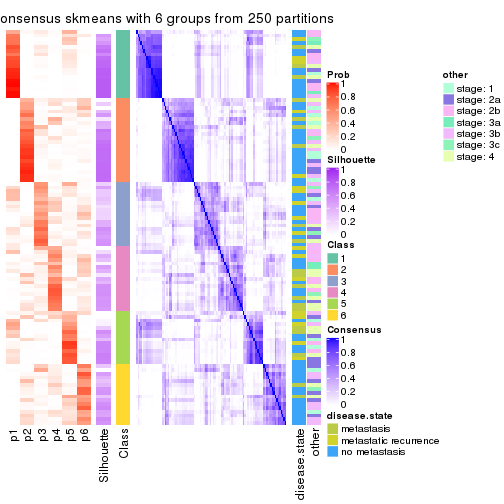 onsensus skmeans with 6 groups from 250 partitions
p1
p2
p3
p4
p5
p6
Silhouette
Class
disease.state
other
Prob
1
0.8
0.6
0.4
0.2
0
Silhouette
1
0.8
0.6
0.4
0.2
0
Class
1
2
3
4
5
6
Consensus
1
0.8
0.6
0.4
0.2
0
disease.state
metastasis
metastatic recurrence
no metastasis
other
stage: 1
stage: 2a
stage: 2b
stage: 3a
stage: 3b
stage: 3c
stage: 4